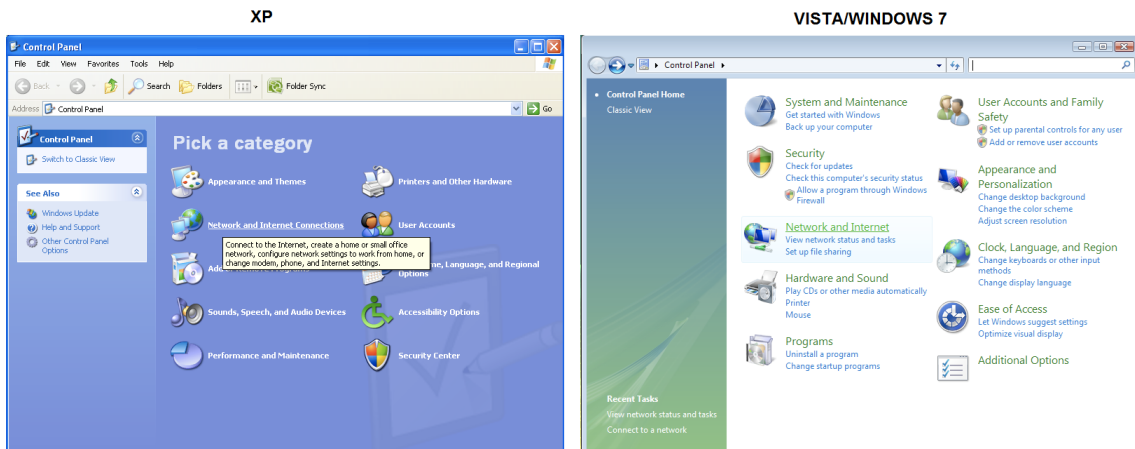 XP
VISTA/WINDOWS 7
Control Panel
File Edit View Favorites Tools Help
Back Search Folders Folder Sync
Address Control Panel Go
Control Panel
Switch to Classic View
See Also
Windows Update
Help and Support
Other Control Panel
Options
Pick a category
Appearance and Themes
Printers and Other Hardware
Network and Internet Connections
User Accounts
Connect to the Internet, create a home or small office
network, configure network settings to work from home, or
change modem, phone, and Internet settings.
Language, and Regional
Options
Sounds, Speech, and Audio Devices
Accessibility Options
Performance and Maintenance
Security Center
Control Panel
Control Panel Home
Classic View
System and Maintenance
Get started with Windows
Back up your computer
Security
Check for updates
Check this computer's security status
Allow a program through Windows
Firewall
Network and Internet
View network status and tasks
Set up file sharing
Hardware and Sound
Play CDs or other media automatically
Printer
Mouse
Programs
Uninstall a program
Change startup programs
User Accounts and Family
Safety
Set up parental controls for any user
Add or remove user accounts
Appearance and
Personalization
Change desktop background
Change the color scheme
Adjust screen resolution
Clock, Language, and Region
Change keyboards or other input
methods
Change display language
Ease of Access
Let Windows suggest settings
Optimize visual display
Additional Options
Recent Tasks
View network status and tasks
Connect to a network